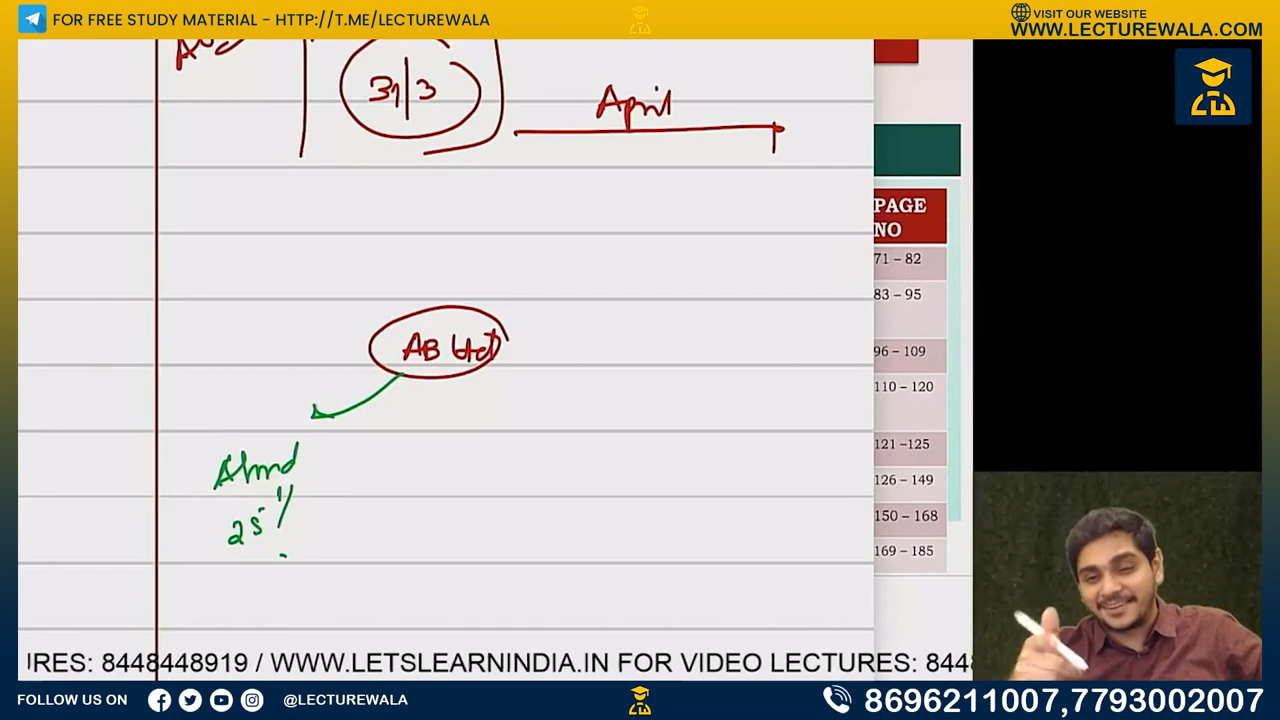 FOR FREE STUDY MATERIAL - HTTP://T.ME/LECTUREWALA
VISIT OUR WEBSITE
WWW.LECTUREWALA.COM
31/3
April
PAGE
NO
71 – 82
83 – 95
AB Ltd
96 – 109
110 – 120
121 –125
25%
126 – 149
150 – 168
169 – 185
URES: 8448448919 / WWW.LETSLEARNINDIA.IN FOR VIDEO LECTURES: 844
FOLLOW US ON
@LECTUREWALA
8696211007,7793002007